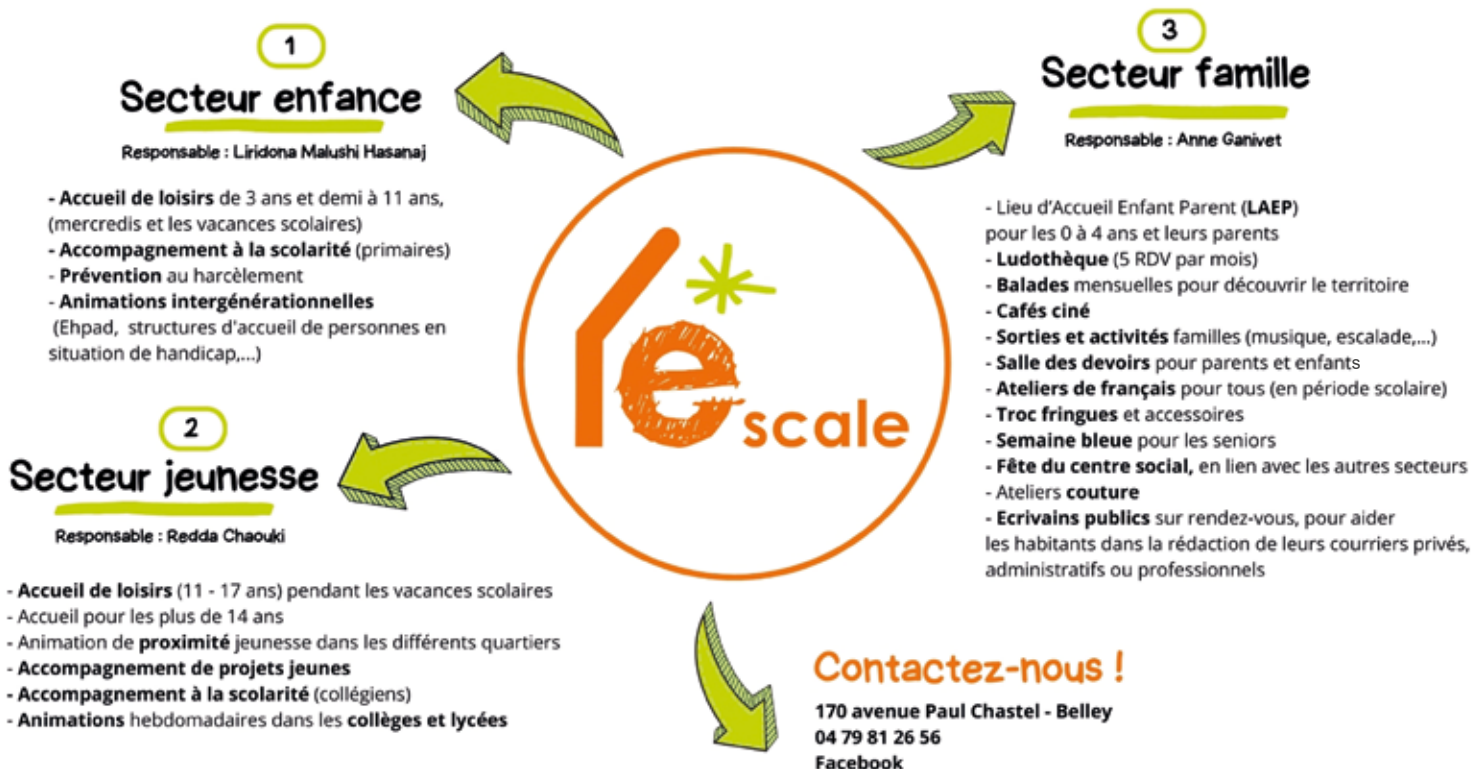 1
Secteur enfance
Responsable : Liridona Malushi Hasanaj
- Accueil de loisirs de 3 ans et demi à 11 ans,
(mercredis et les vacances scolaires)
- Accompagnement à la scolarité (primaires)
- Prévention au harcèlement
- Animations intergénérationnelles
(Ehpad, structures d'accueil de personnes en
situation de handicap,...)
2
Secteur jeunesse
Responsable : Redda Chaouki
- Accueil de loisirs (11 - 17 ans) pendant les vacances scolaires
- Accueil pour les plus de 14 ans
- Animation de proximité jeunesse dans les différents quartiers
- Accompagnement de projets jeunes
- Accompagnement à la scolarité (collégiens)
- Animations hebdomadaires dans les collèges et lycées
l'escale
3
Secteur famille
Responsable : Anne Ganivet
- Lieu d'Accueil Enfant Parent (LAEP)
pour les 0 à 4 ans et leurs parents
- Ludothèque (5 RDV par mois)
- Balades mensuelles pour découvrir le territoire
- Cafés ciné
- Sorties et activités familles (musique, escalade,...)
- Salle des devoirs pour parents et enfants
- Ateliers de français pour tous (en période scolaire)
- Troc fringues et accessoires
- Semaine bleue pour les seniors
- Fête du centre social, en lien avec les autres secteurs
- Ateliers couture
- Ecrivains publics sur rendez-vous, pour aider
les habitants dans la rédaction de leurs courriers privés,
administratifs ou professionnels
Contactez-nous !
170 avenue Paul Chastel - Belley
04 79 81 26 56
Facebook